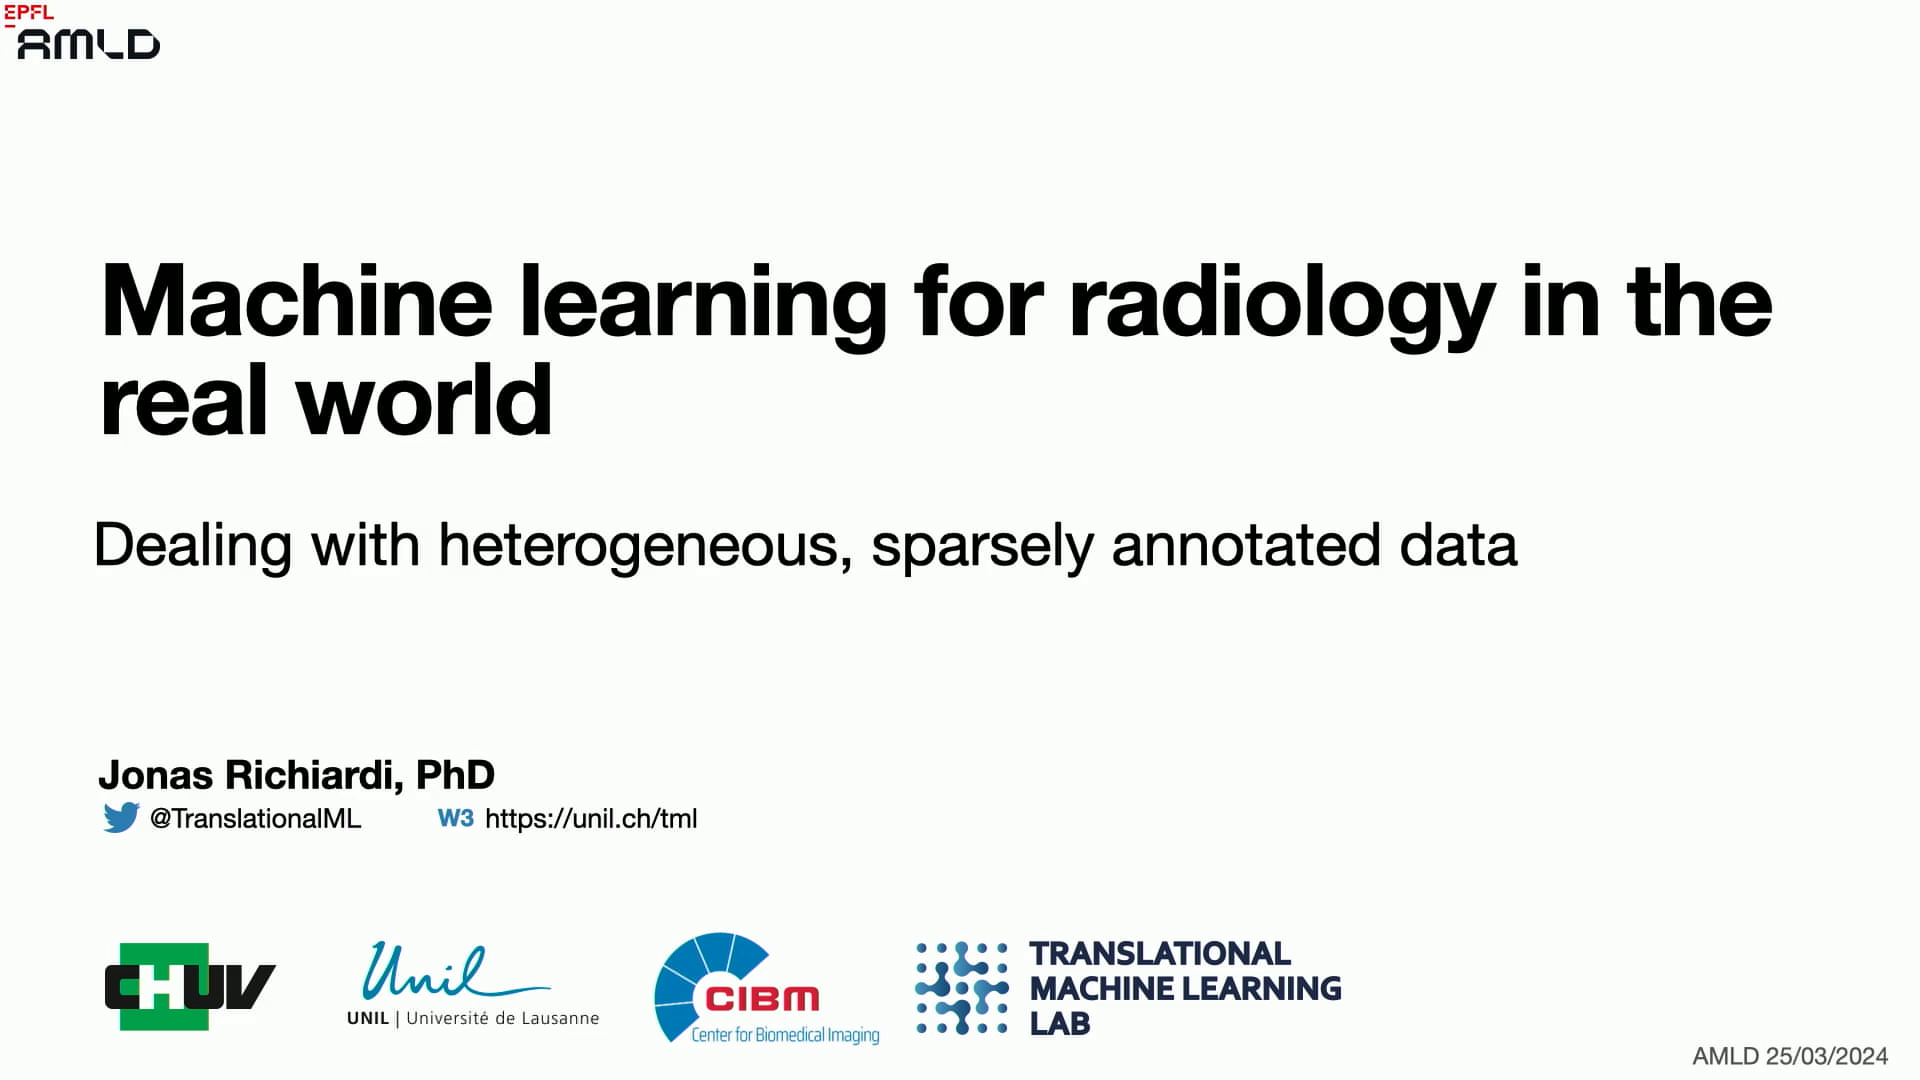 EPFL
AMLD
Machine learning for radiology in the
real world
Dealing with heterogeneous, sparsely annotated data
Jonas Richiardi, PhD
@TranslationalML W3 https://unil.ch/tml
CHUV
Unil
UNIL | Université de Lausanne
CIBM
Center for Biomedical Imaging
TRANSLATIONAL
MACHINE LEARNING
LAB
AMLD 25/03/2024